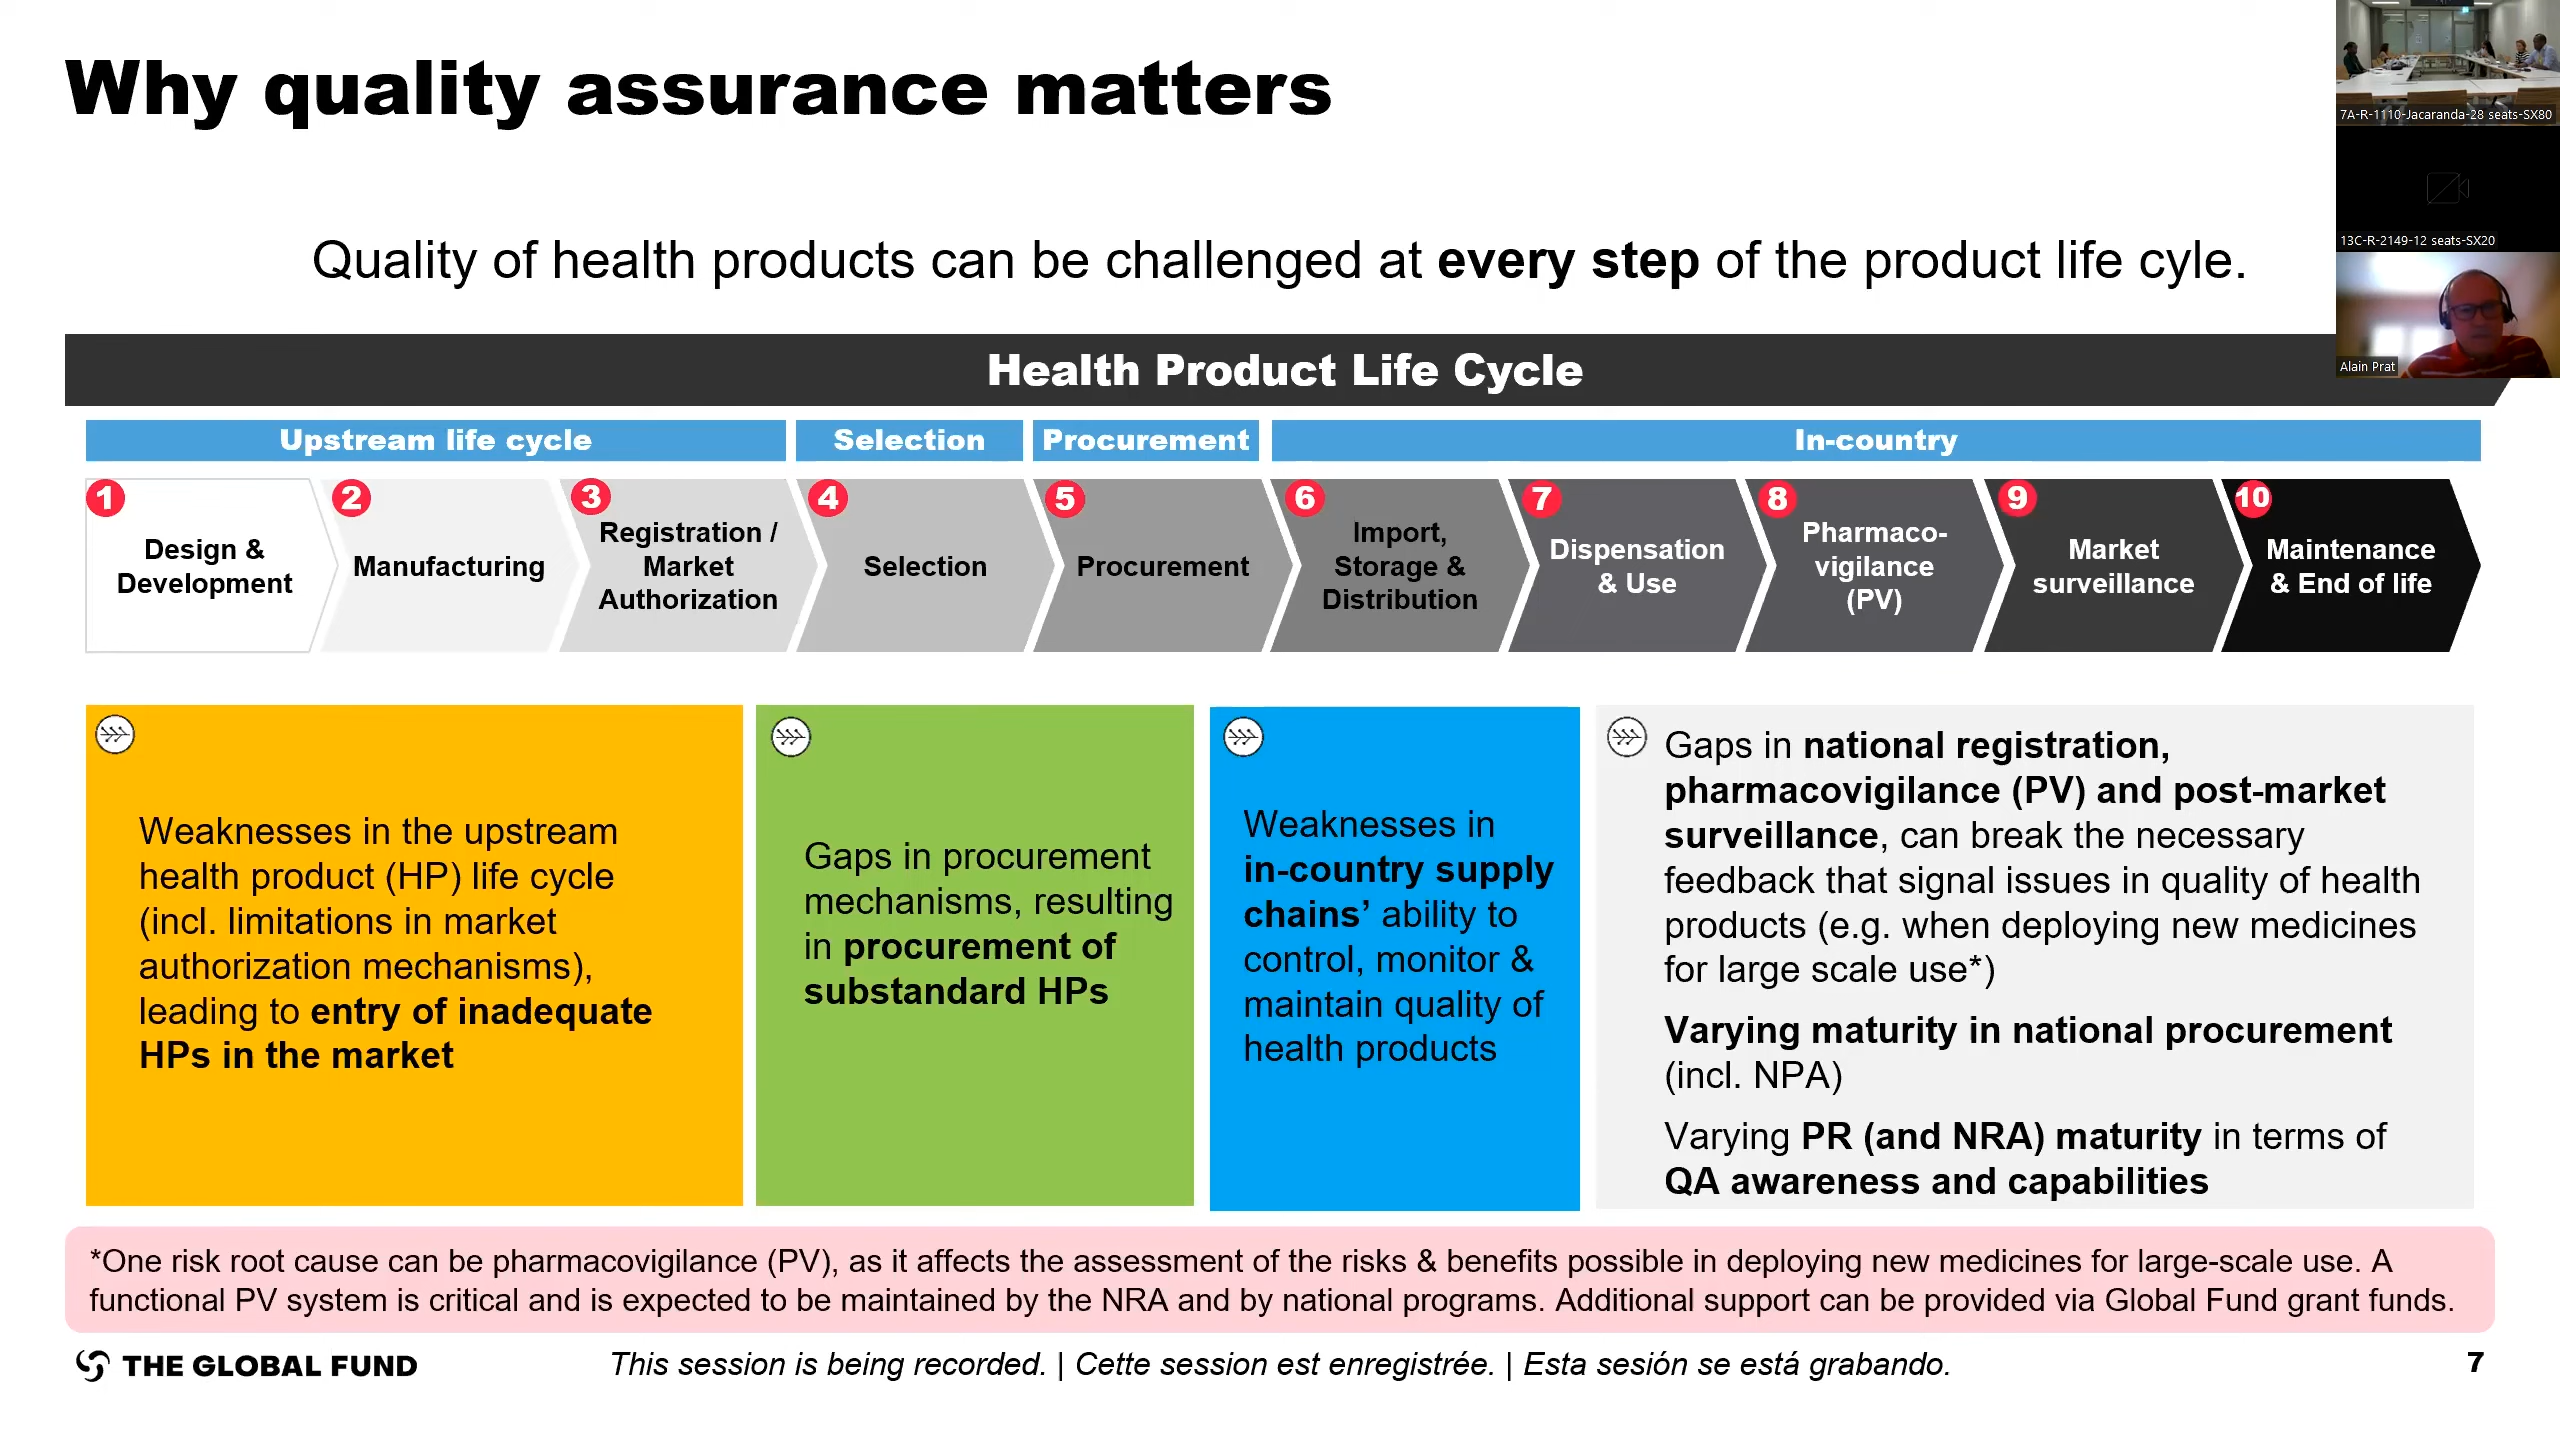 Why quality assurance matters
7A-R-1110-Jacaranda-28 seats-SX80
13C-R-2149-12 seats-SX20
Alain Prat
Quality of health products can be challenged at every step of the product life cyle.
Health Product Life Cycle
Upstream life cycle
Selection
Procurement
In-country
1
Design &
Development
2
Manufacturing
3
Registration /
Market
Authorization
4
Selection
5
Procurement
6
Import,
Storage &
Distribution
7
Dispensation
& Use
8
Pharmaco-
vigilance
(PV)
9
Market
surveillance
10
Maintenance
& End of life
Weaknesses in the upstream
health product (HP) life cycle
(incl. limitations in market
authorization mechanisms),
leading to entry of inadequate
HPs in the market
Gaps in procurement
mechanisms, resulting
in procurement of
substandard HPs
Weaknesses in
in-country supply
chains’ ability to
control, monitor &
maintain quality of
health products
Gaps in national registration,
pharmacovigilance (PV) and post-market
surveillance, can break the necessary
feedback that signal issues in quality of health
products (e.g. when deploying new medicines
for large scale use*)
Varying maturity in national procurement
(incl. NPA)
Varying PR (and NRA) maturity in terms of
QA awareness and capabilities
*One risk root cause can be pharmacovigilance (PV), as it affects the assessment of the risks & benefits possible in deploying new medicines for large-scale use. A
functional PV system is critical and is expected to be maintained by the NRA and by national programs. Additional support can be provided via Global Fund grant funds.
THE GLOBAL FUND
This session is being recorded. | Cette session est enregistrée. | Esta sesión se está grabando.
7